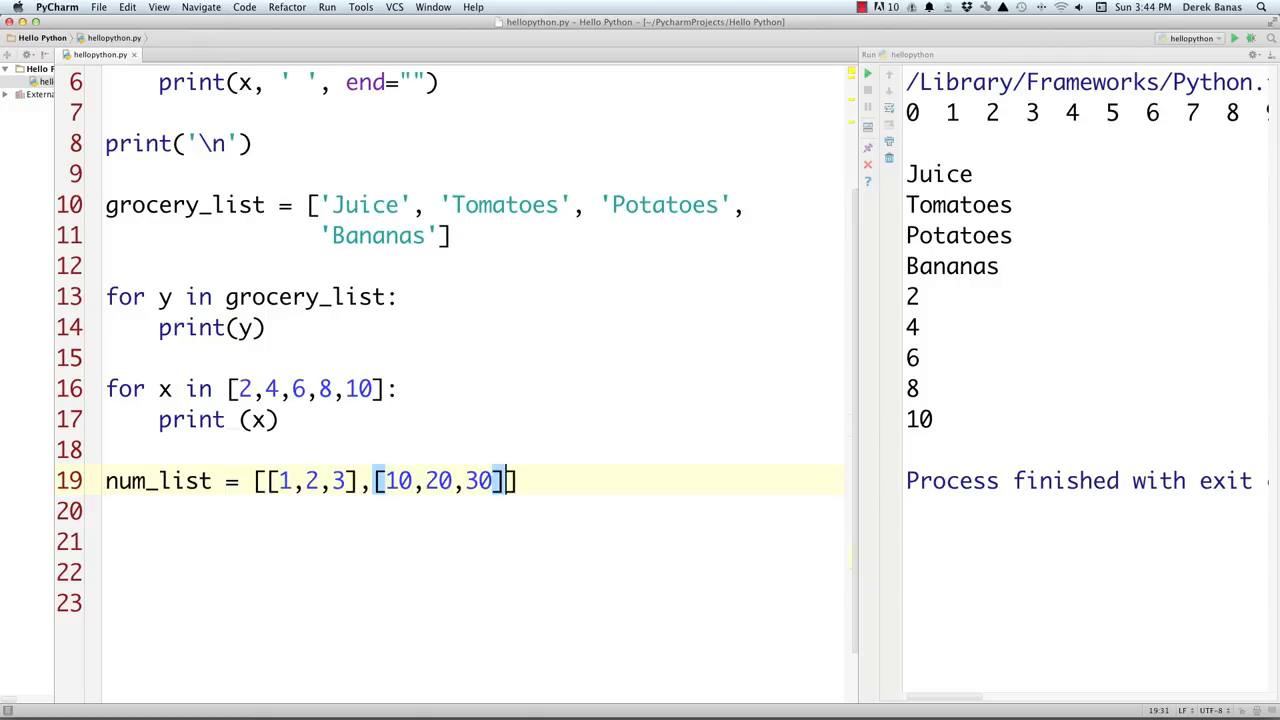 PyCharm File Edit View Navigate Code Refactor Run Tools VCS Window Help 10 Sun 3:44 PM Derek Banas
hellopython.py – Hello Python – [~/PycharmProjects/Hello Python]
Hello Python hellopython.py hellopython
hellopython.py Run hellopython
Hello P
hell
Externa
6 print(x, ' ', end="")
7
8 print('\n')
9
10 grocery_list = ['Juice', 'Tomatoes', 'Potatoes',
11 'Bananas']
12
13 for y in grocery_list:
14 print(y)
15
16 for x in [2,4,6,8,10]:
17 print (x)
18
19 num_list = [[1,2,3],[10,20,30]]
20
21
22
23
/Library/Frameworks/Python.
0 1 2 3 4 5 6 7 8
Juice
Tomatoes
Potatoes
Bananas
2
4
6
8
10
Process finished with exit
19:31 LF UTF-8